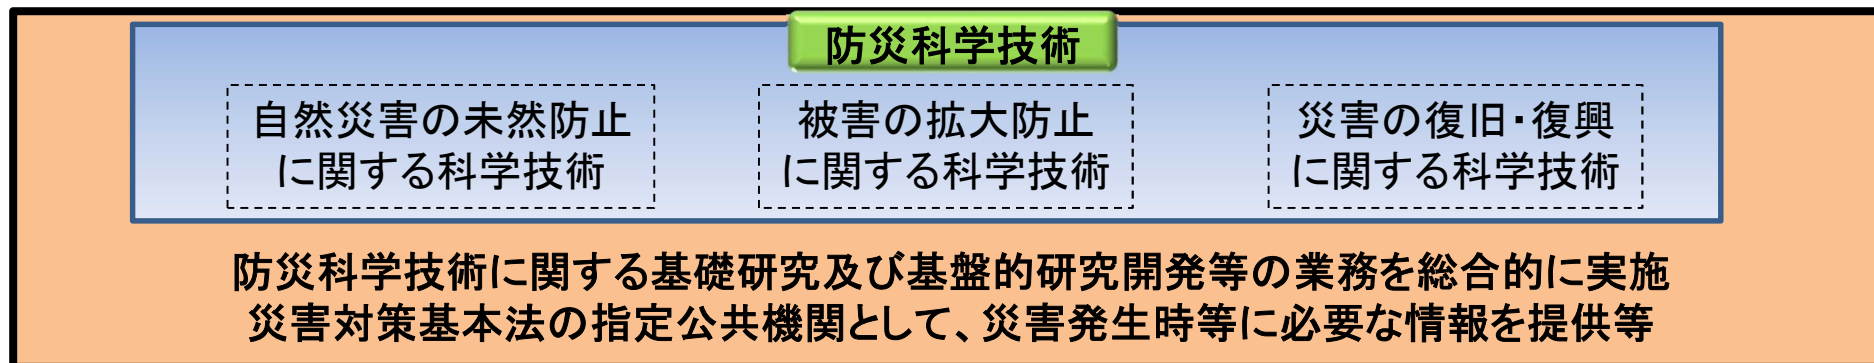 防災科学技術
自然災害の未然防止
に関する科学技術
被害の拡大防止
に関する科学技術
災害の復旧・復興
に関する科学技術
防災科学技術に関する基礎研究及び基盤的研究開発等の業務を総合的に実施
災害対策基本法の指定公共機関として、災害発生時等に必要な情報を提供等